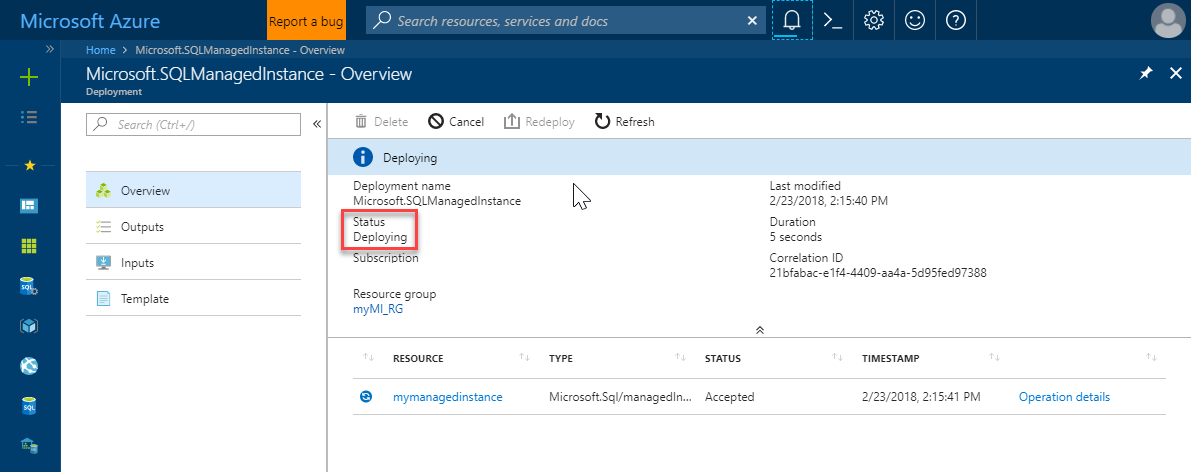 Microsoft Azure
Report a bug
Search resources, services and docs
Home > Microsoft.SQLManagedInstance - Overview
Microsoft.SQLManagedInstance - Overview
Deployment
Search (Ctrl+/)
Overview
Outputs
Inputs
Template
Delete
Cancel
Redeploy
Refresh
Deploying
Deployment name
Microsoft.SQLManagedInstance
Status
Deploying
Subscription
Resource group
myMI_RG
Last modified
2/23/2018, 2:15:40 PM
Duration
5 seconds
Correlation ID
21bfabac-e1f4-4409-aa4a-5d95fed97388
RESOURCE TYPE STATUS TIMESTAMP
mymanagedinstance Microsoft.Sql/managedIn... Accepted 2/23/2018, 2:15:41 PM Operation details
SQL
SQL